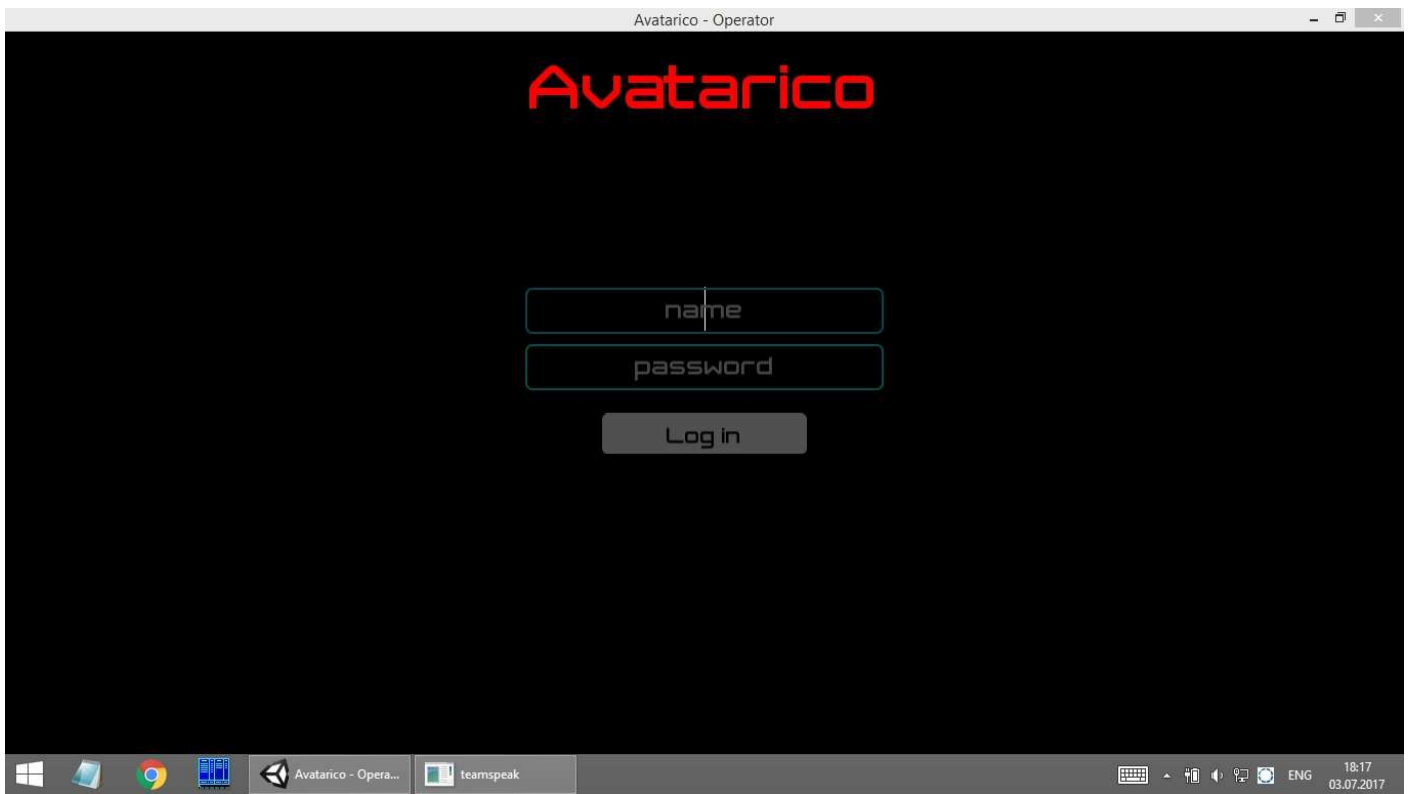 Avatarico - Operator
Avatarico
name
password
Log in
Avatarico - Opera...
teamspeak
ENG
18:17
03.07.2017